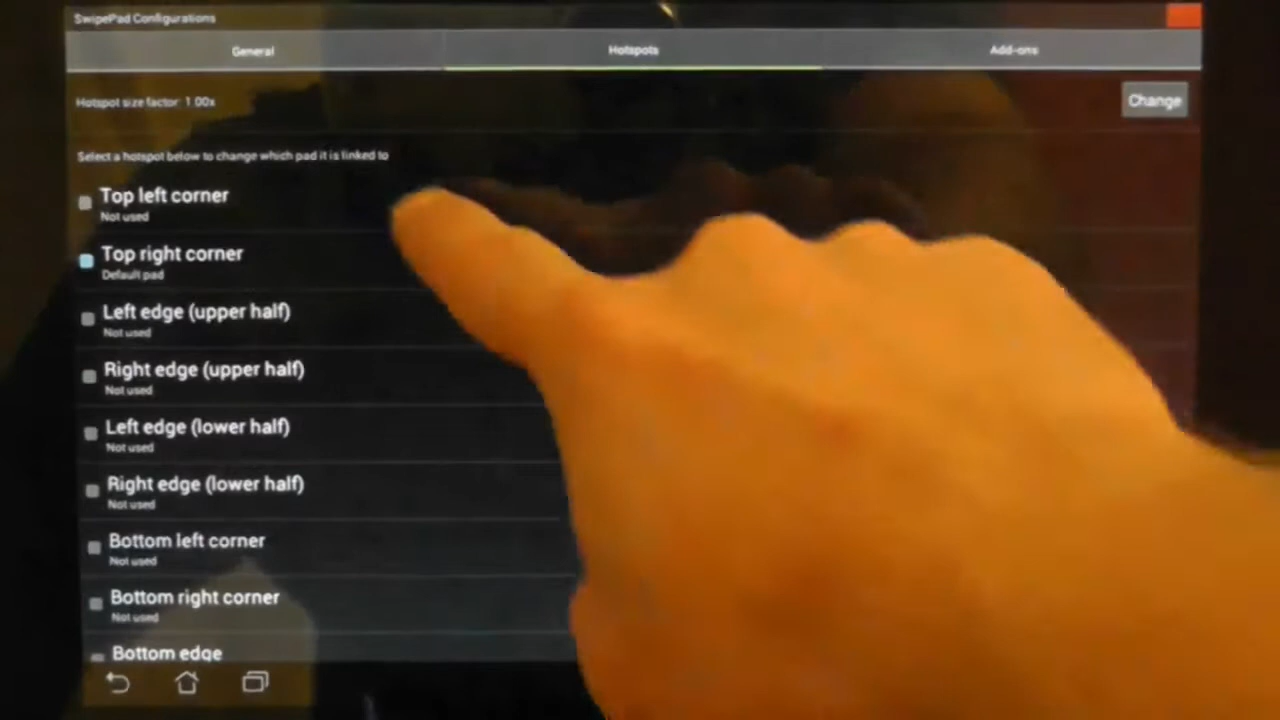 SwipePad Configurations
General
Hotspots
Add-ons
Hotspot size factor: 1.00x
Change
Select a hotspot below to change which pad it is linked to
Top left corner
Not used
Top right corner
Default pad
Left edge (upper half)
Not used
Right edge (upper half)
Not used
Left edge (lower half)
Not used
Right edge (lower half)
Not used
Bottom left corner
Not used
Bottom right corner
Not used
Bottom edge